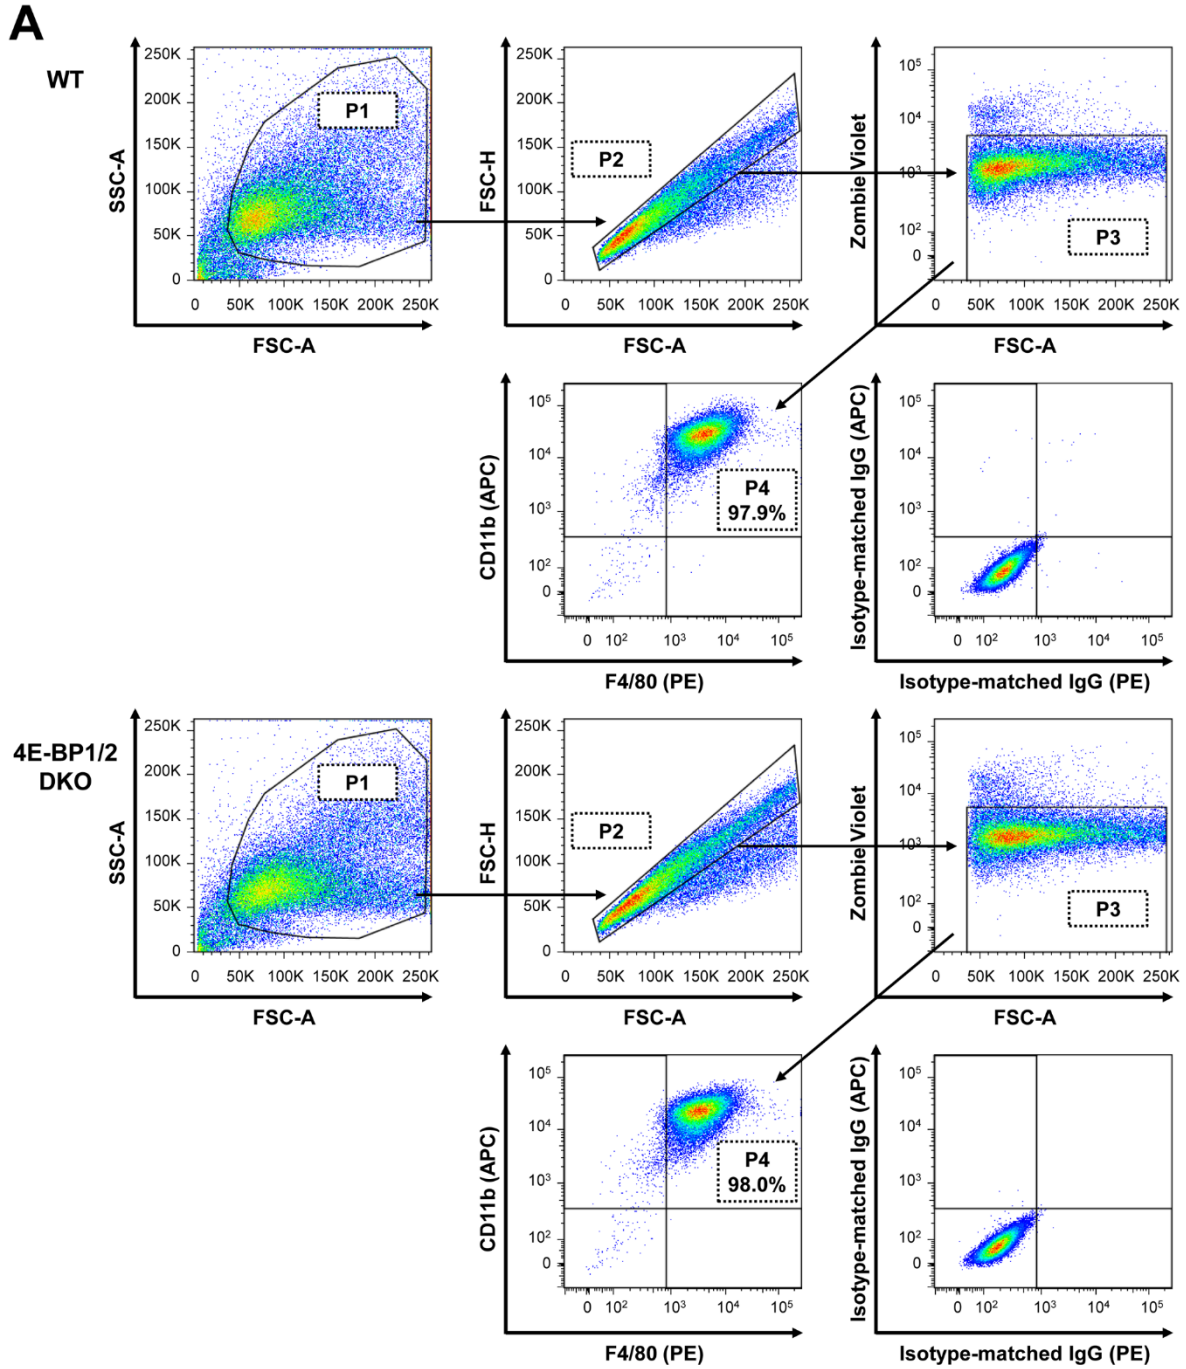 A
WT
250K
200K
150K
100K
50K
0
SSC-A
P1
0 50K 100K 150K 200K 250K
FSC-A
250K
200K
150K
100K
50K
0
FSC-H
P2
0 50K 100K 150K 200K 250K
FSC-A
10⁵
10⁴
10³
10²
0
Zombie Violet
P3
50K 100K 150K 200K 250K
FSC-A
10⁵
10⁴
10³
10²
0
CD11b (APC)
P4
97.9%
0 10² 10³ 10⁴ 10⁵
F4/80 (PE)
10⁵
10⁴
10³
10²
0
Isotype-matched IgG (APC)
0 10² 10³ 10⁴ 10⁵
Isotype-matched IgG (PE)
4E-BP1/2
DKO
250K
200K
150K
100K
50K
0
SSC-A
P1
0 50K 100K 150K 200K 250K
FSC-A
250K
200K
150K
100K
50K
0
FSC-H
P2
0 50K 100K 150K 200K 250K
FSC-A
10⁵
10⁴
10³
10²
0
Zombie Violet
P3
50K 100K 150K 200K 250K
FSC-A
10⁵
10⁴
10³
10²
0
CD11b (APC)
P4
98.0%
0 10² 10³ 10⁴ 10⁵
F4/80 (PE)
10⁵
10⁴
10³
10²
0
Isotype-matched IgG (APC)
0 10² 10³ 10⁴ 10⁵
Isotype-matched IgG (PE)